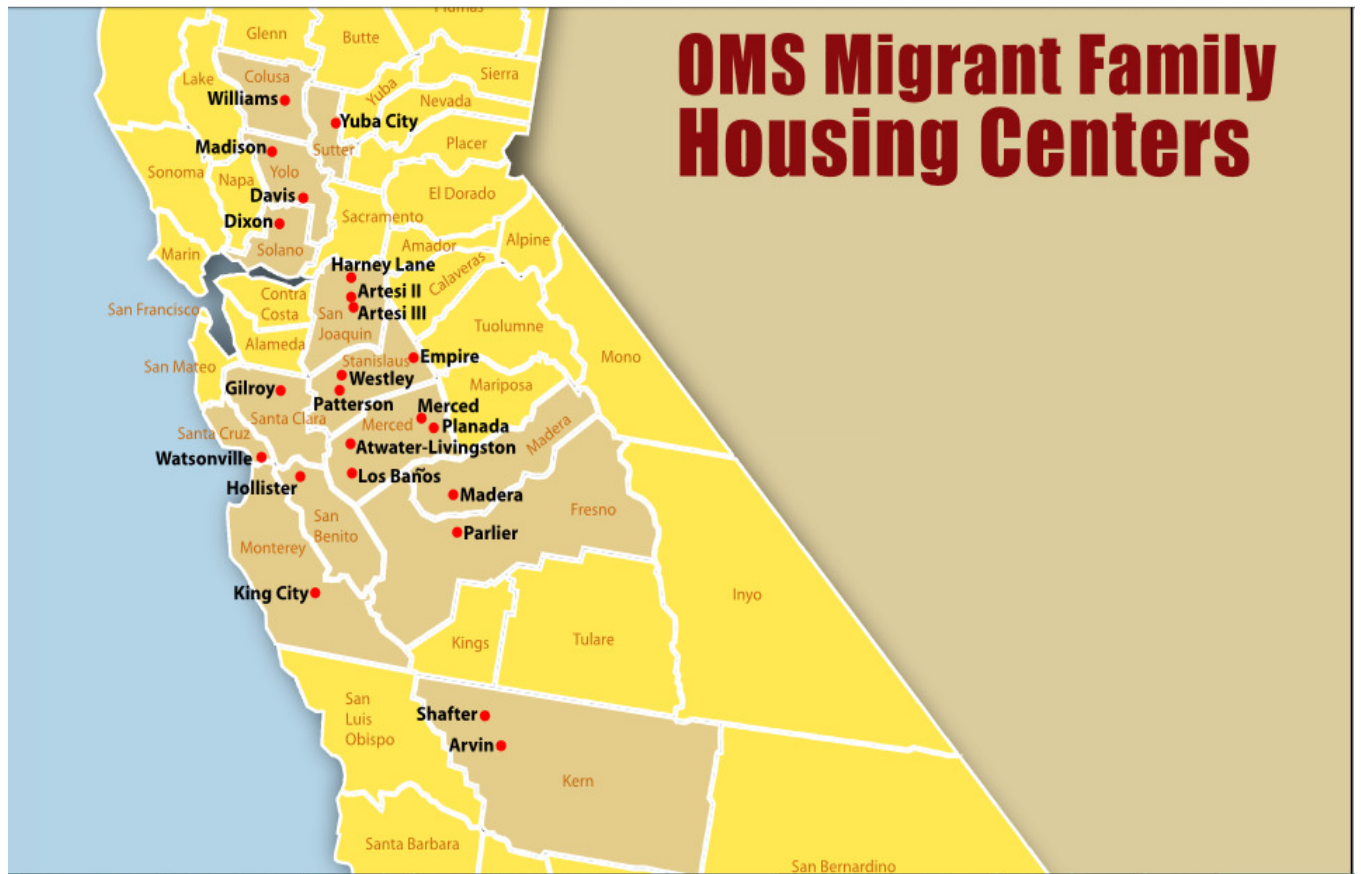 OMS Migrant Family
Housing Centers
Plumas
Glenn
Butte
Lake
Colusa
Yuba
Sierra
Williams
Nevada
Yuba City
Madison
Sutter
Placer
Sonoma
Napa
Yolo
El Dorado
Davis
Dixon
Sacramento
Marin
Solano
Amador
Alpine
Harney Lane
Calaveras
Artesi II
Contra
Costa
San Francisco
San
Joaquin
Artesi III
Tuolumne
Alameda
San Mateo
Stanislaus
Empire
Mono
Westley
Gilroy
Mariposa
Patterson
Merced
Santa Clara
Merced
Planada
Madera
Santa Cruz
Atwater-Livingston
Watsonville
Los Baños
Hollister
Madera
San
Benito
Fresno
Parlier
Monterey
King City
Inyo
Kings
Tulare
San
Luis
Obispo
Shafter
Arvin
Kern
Santa Barbara
San Bernardino